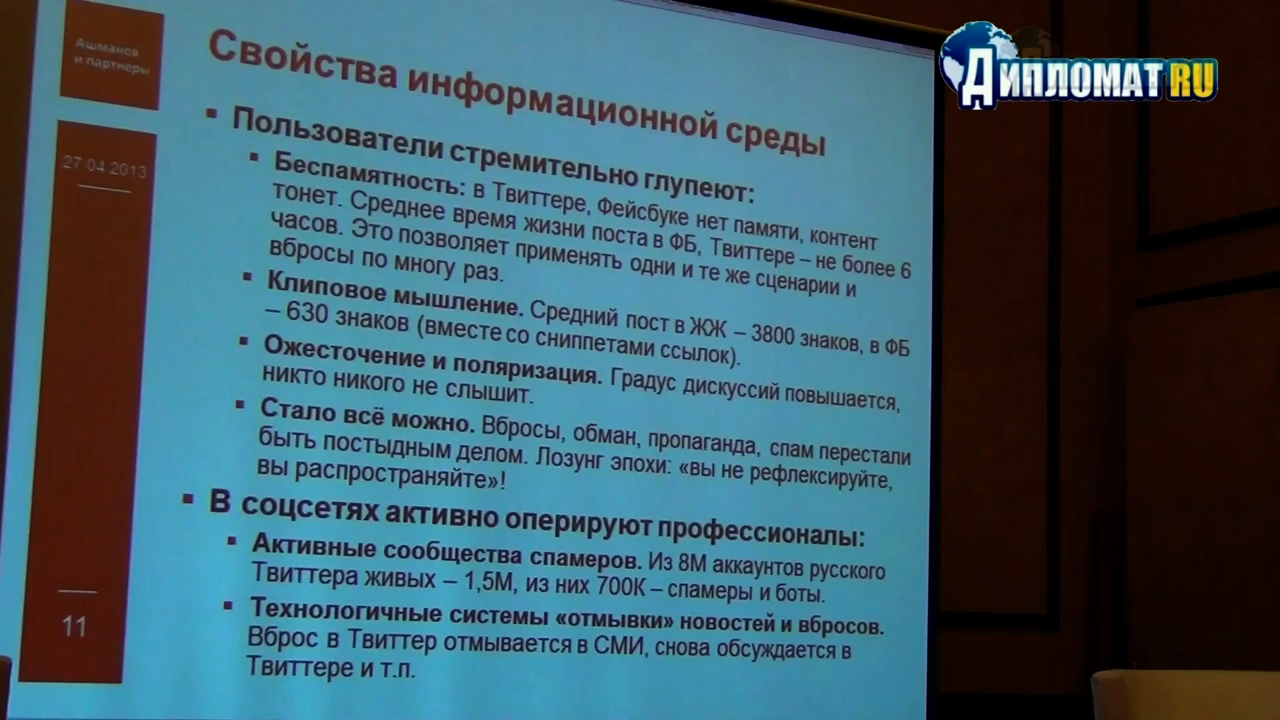 Ашманов
и партнеры
ДИПЛОМАТ RU
Свойства информационной среды
27 04 2013
▪ Пользователи стремительно глупеют:
▪ Беспамятность: в Твиттере, Фейсбуке нет памяти, контент
тонет. Среднее время жизни поста в ФБ, Твиттере – не более 6
часов. Это позволяет применять одни и те же сценарии и
вбросы по многу раз.
▪ Клиповое мышление. Средний пост в ЖЖ – 3800 знаков, в ФБ
– 630 знаков (вместе со сниппетами ссылок).
▪ Ожесточение и поляризация. Градус дискуссий повышается,
никто никого не слышит.
▪ Стало всё можно. Вбросы, обман, пропаганда, спам перестали
быть постыдным делом. Лозунг эпохи: «вы не рефлексируйте,
вы распространяйте»!
▪ В соцсетях активно оперируют профессионалы:
▪ Активные сообщества спамеров. Из 8М аккаунтов русского
Твиттера живых – 1,5М, из них 700К – спамеры и боты.
▪ Технологичные системы «отмывки» новостей и вбросов.
Вброс в Твиттер отмывается в СМИ, снова обсуждается в
Твиттере и т.п.
11